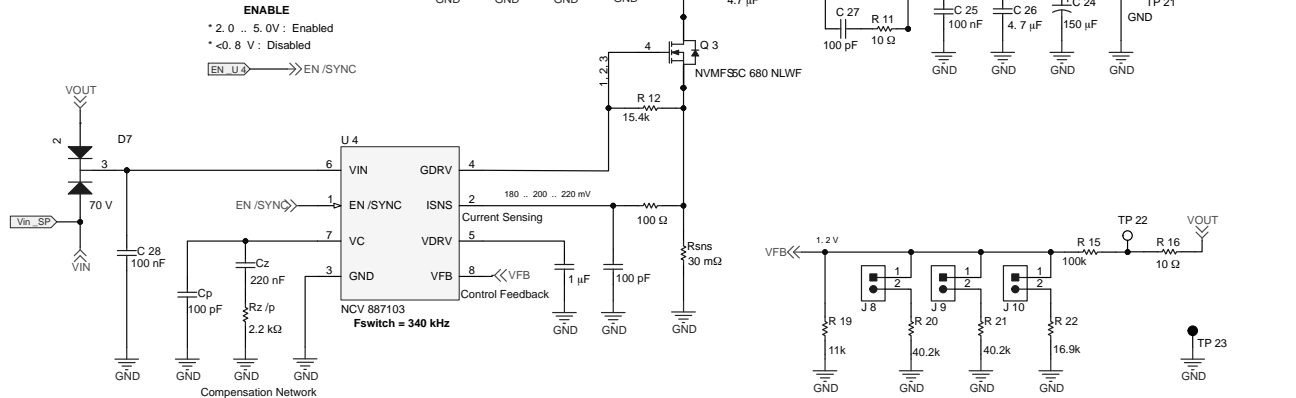 GND GND GND
4.7 µF
ENABLE
* 2. 0 .. 5. 0V : Enabled
* <0. 8 V : Disabled
EN _U 4
EN /SYNC
C 27
100 pF
R 11
10 Ω
C 25
100 nF
C 26
4. 7 µF
C 24
150 µF
TP 21
GND
GND
GND
GND
GND
4
Q 3
1, 2, 3
R 12
15.4k
VOUT
2
D7
3
70 V
Vin _SP
VIN
C 28
100 nF
GND
U 4
6 VIN
GDRV 4
EN /SYNC
1 EN /SYNC
ISNS 2
180 .. 200 .. 220 mV
Current Sensing
7 VC
VDRV 5
3 GND
VFB 8
VFB
Control Feedback
NCV 887103
Fswitch = 340 kHz
Cp
100 pF
Cz
220 nF
Rz /p
2.2 kΩ
GND
GND
GND
Compensation Network
1 µF
GND
100 pF
GND
100 Ω
Rsns
30 mΩ
GND
VFB
1. 2 V
R 15
100k
TP 22
R 16
10 Ω
VOUT
1
2
J 8
1
2
J 9
1
2
J 10
R 19
11k
R 20
40.2k
R 21
40.2k
R 22
16.9k
GND
GND
GND
GND
TP 23
GND